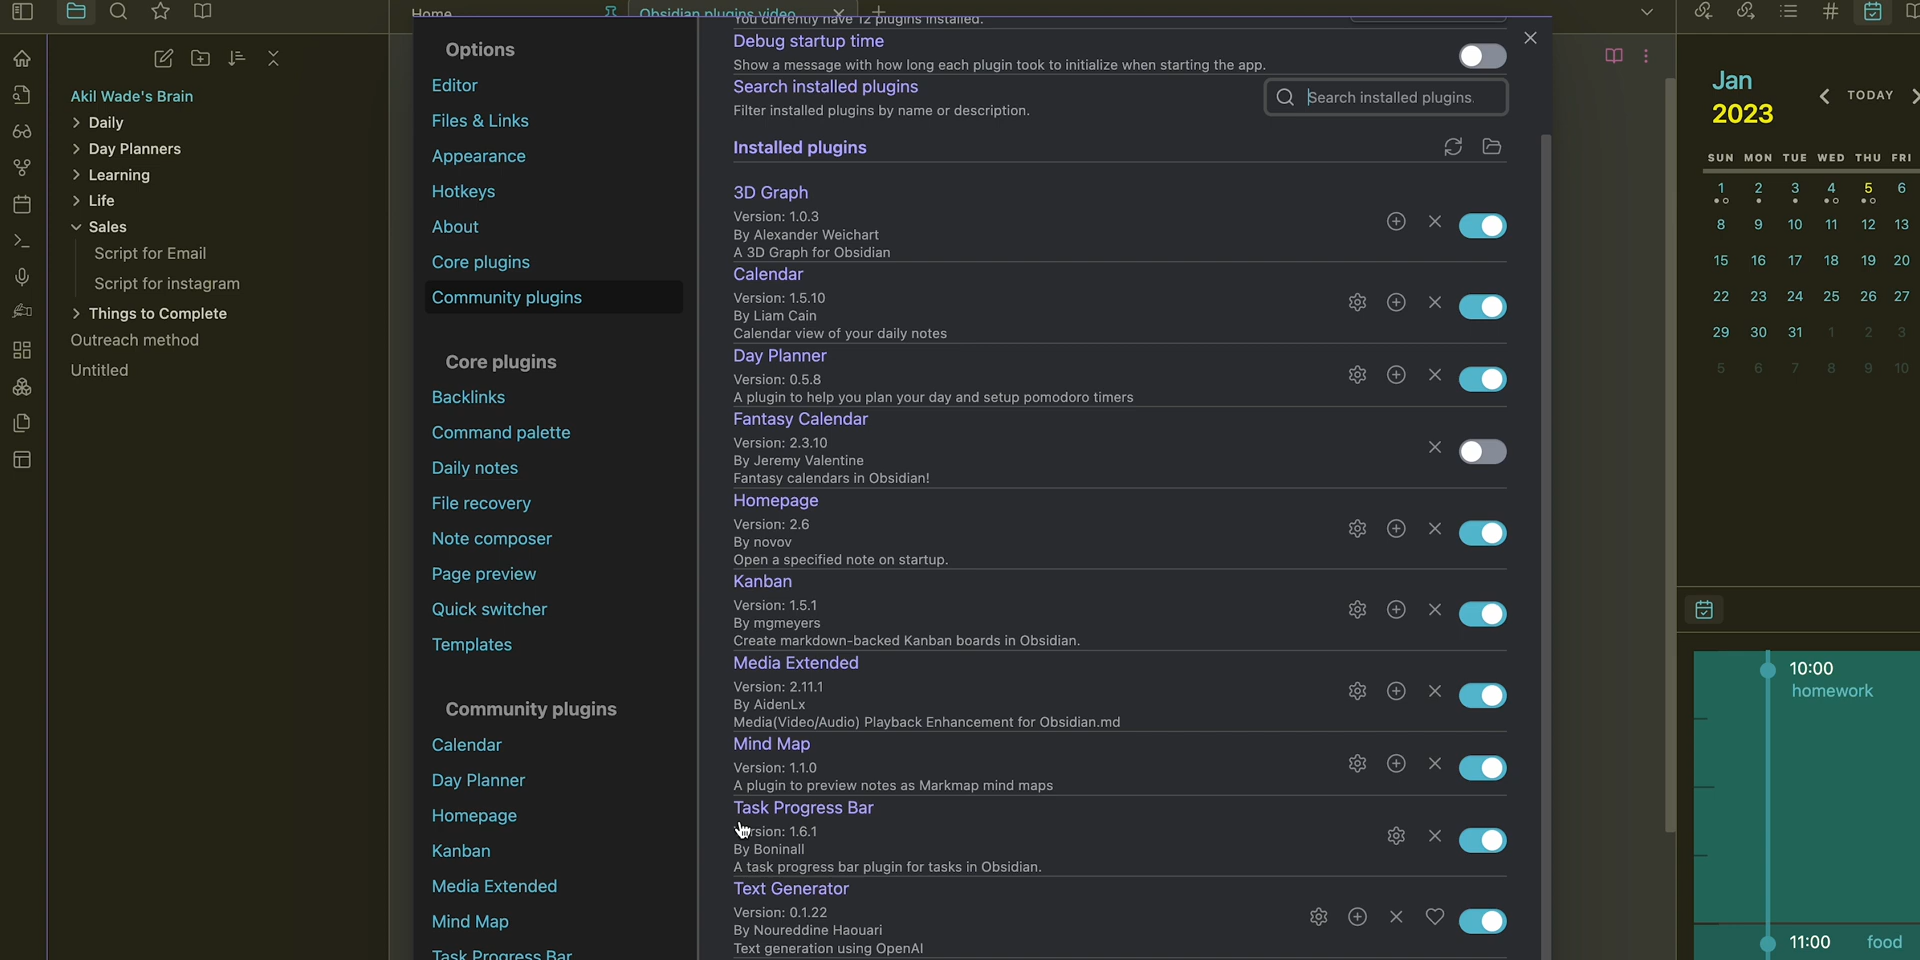 Home
Obsidian plugins video
Akil Wade's Brain
Daily
Day Planners
Learning
Life
Sales
Script for Email
Script for instagram
Things to Complete
Outreach method
Untitled
Options
Editor
Files & Links
Appearance
Hotkeys
About
Core plugins
Community plugins
Core plugins
Backlinks
Command palette
Daily notes
File recovery
Note composer
Page preview
Quick switcher
Templates
Community plugins
Calendar
Day Planner
Homepage
Kanban
Media Extended
Mind Map
Task Progress Bar
You currently have 12 plugins installed.
Debug startup time
Show a message with how long each plugin took to initialize when starting the app.
Search installed plugins
Filter installed plugins by name or description.
Search installed plugins.
Installed plugins
3D Graph
Version: 1.0.3
By Alexander Weichart
A 3D Graph for Obsidian
Calendar
Version: 1.5.10
By Liam Cain
Calendar view of your daily notes
Day Planner
Version: 0.5.8
A plugin to help you plan your day and setup pomodoro timers
Fantasy Calendar
Version: 2.3.10
By Jeremy Valentine
Fantasy calendars in Obsidian!
Homepage
Version: 2.6
By novov
Open a specified note on startup.
Kanban
Version: 1.5.1
By mgmeyers
Create markdown-backed Kanban boards in Obsidian.
Media Extended
Version: 2.11.1
By AidenLx
Media(Video/Audio) Playback Enhancement for Obsidian.md
Mind Map
Version: 1.1.0
A plugin to preview notes as Markmap mind maps
Task Progress Bar
rsion: 1.6.1
By Boninall
A task progress bar plugin for tasks in Obsidian.
Text Generator
Version: 0.1.22
By Noureddine Haouari
Text generation using OpenAI
Jan
2023
TODAY
SUN MON TUE WED THU FRI
1 2 3 4 5 6
8 9 10 11 12 13
15 16 17 18 19 20
22 23 24 25 26 27
29 30 31 1 2 3
5 6 7 8 9 10
10:00
homework
11:00 food